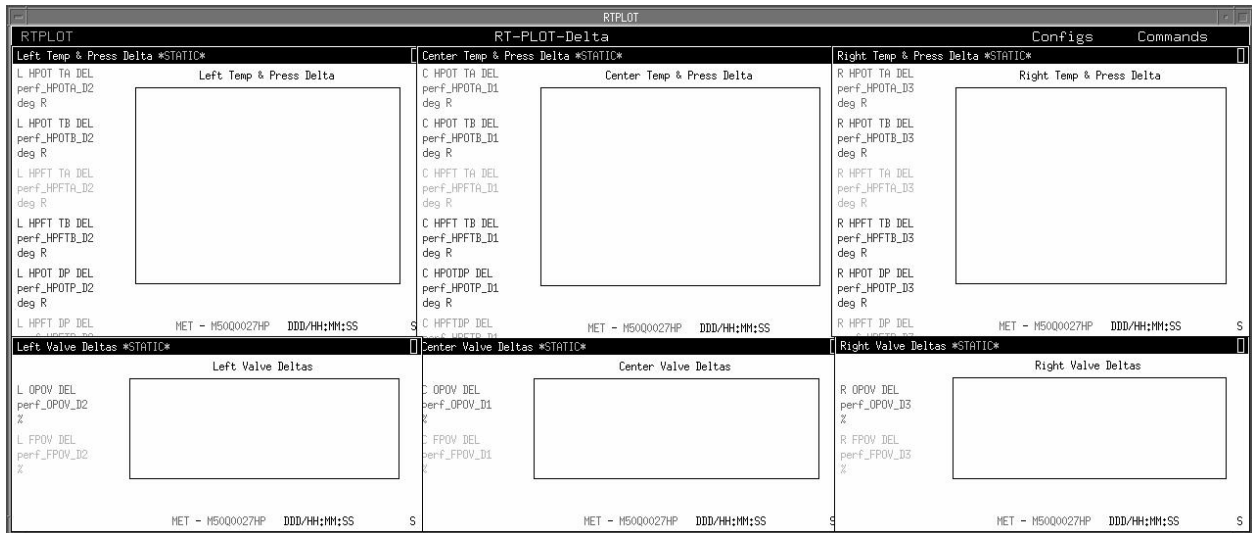 RTPLOT
RTPLOT RT-PLOT-Delta Configs Commands
Left Temp & Press Delta *STATIC*
Left Temp & Press Delta
L HPOT TA DEL
perf_HPOTA_D2
deg R
L HPOT TB DEL
perf_HPOTB_D2
deg R
L HPFT TA DEL
perf_HPFTA_D2
deg R
L HPFT TB DEL
perf_HPFTB_D2
deg R
L HPOT DP DEL
perf_HPOTP_D2
deg R
L HPFT DP DEL
MET - M50Q0027HP DDD/HH:MM:SS S
Center Temp & Press Delta *STATIC*
Center Temp & Press Delta
C HPOT TA DEL
perf_HPOTA_D1
deg R
C HPOT TB DEL
perf_HPOTB_D1
deg R
C HPFT TA DEL
perf_HPFTA_D1
deg R
C HPFT TB DEL
perf_HPFTB_D1
deg R
C HPOTDP DEL
perf_HPOTP_D1
deg R
C HPFTDP DEL
MET - M50Q0027HP DDD/HH:MM:SS
Right Temp & Press Delta *STATIC*
Right Temp & Press Delta
R HPOT TA DEL
perf_HPOTA_D3
deg R
R HPOT TB DEL
perf_HPOTB_D3
deg R
R HPFT TA DEL
perf_HPFTA_D3
deg R
R HPFT TB DEL
perf_HPFTB_D3
deg R
R HPOT DP DEL
perf_HPOTP_D3
deg R
R HPFT DP DEL
MET - M50Q0027HP DDD/HH:MM:SS S
Left Valve Deltas *STATIC*
Left Valve Deltas
L OPOV DEL
perf_OPOV_D2
%
L FPOV DEL
perf_FPOV_D2
%
MET - M50Q0027HP DDD/HH:MM:SS S
Center Valve Deltas *STATIC*
Center Valve Deltas
C OPOV DEL
perf_OPOV_D1
%
C FPOV DEL
perf_FPOV_D1
%
MET - M50Q0027HP DDD/HH:MM:SS S
Right Valve Deltas *STATIC*
Right Valve Deltas
R OPOV DEL
perf_OPOV_D3
%
R FPOV DEL
perf_FPOV_D3
%
MET - M50Q0027HP DDD/HH:MM:SS S